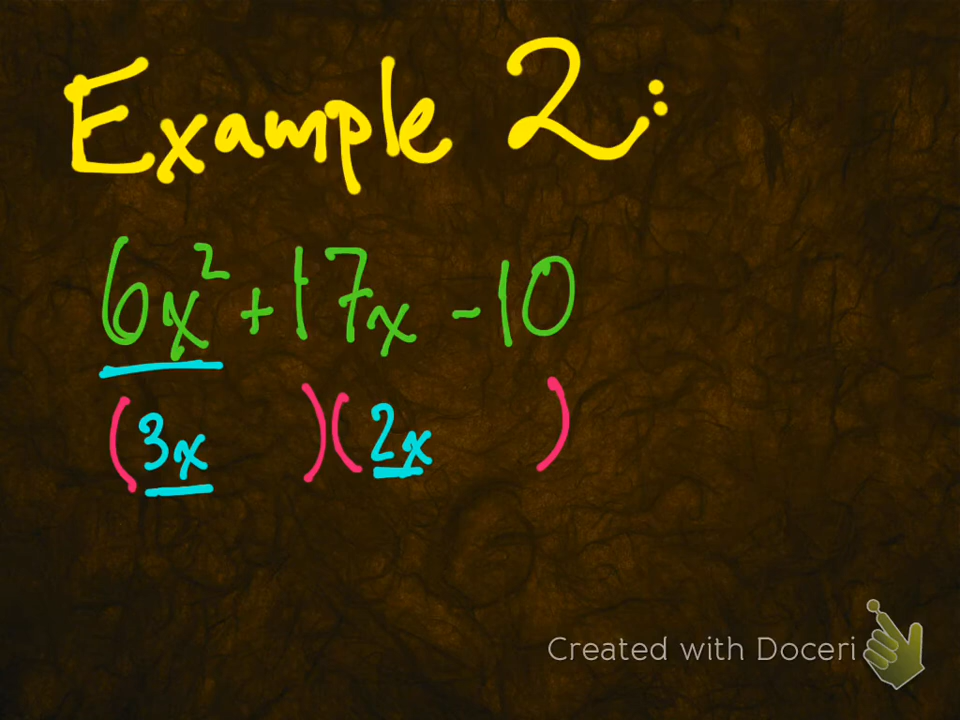 Example 2:
6x² + 17x - 10
(3x )(2x )
Created with Doceri